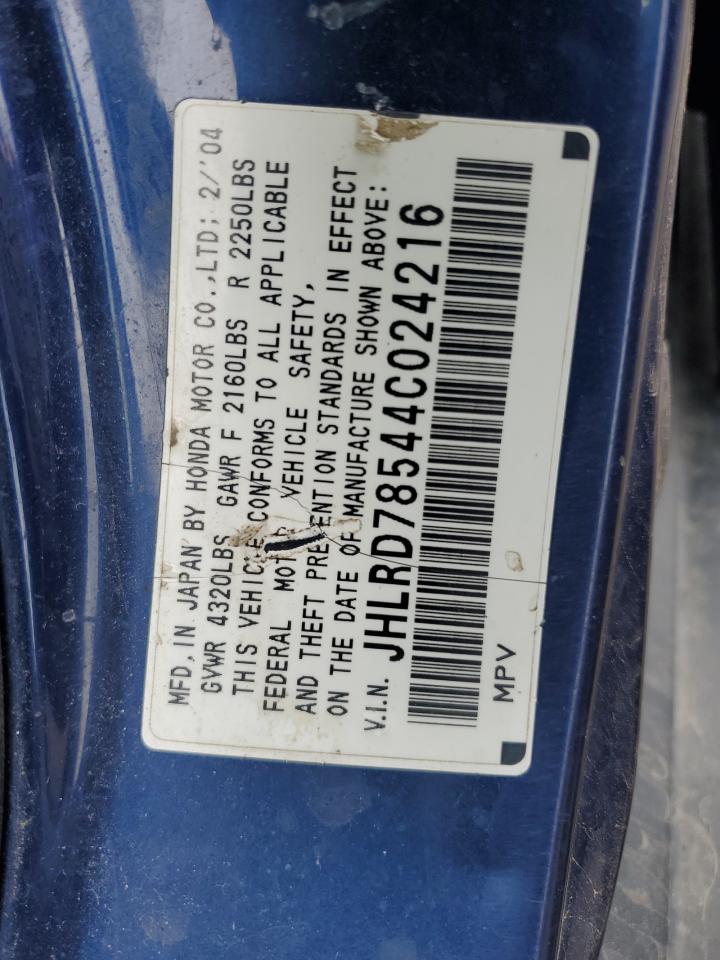 MFD. IN JAPAN BY HONDA MOTOR CO.,LTD; 2/'04
GVWR 4320LBS GAWR F 2160LBS R 2250LBS
THIS VEHICLE CONFORMS TO ALL APPLICABLE
FEDERAL MOTOR VEHICLE SAFETY,
AND THEFT PREVENTION STANDARDS IN EFFECT
ON THE DATE OF MANUFACTURE SHOWN ABOVE:
V.I.N. JHLRD78544C024216
MPV